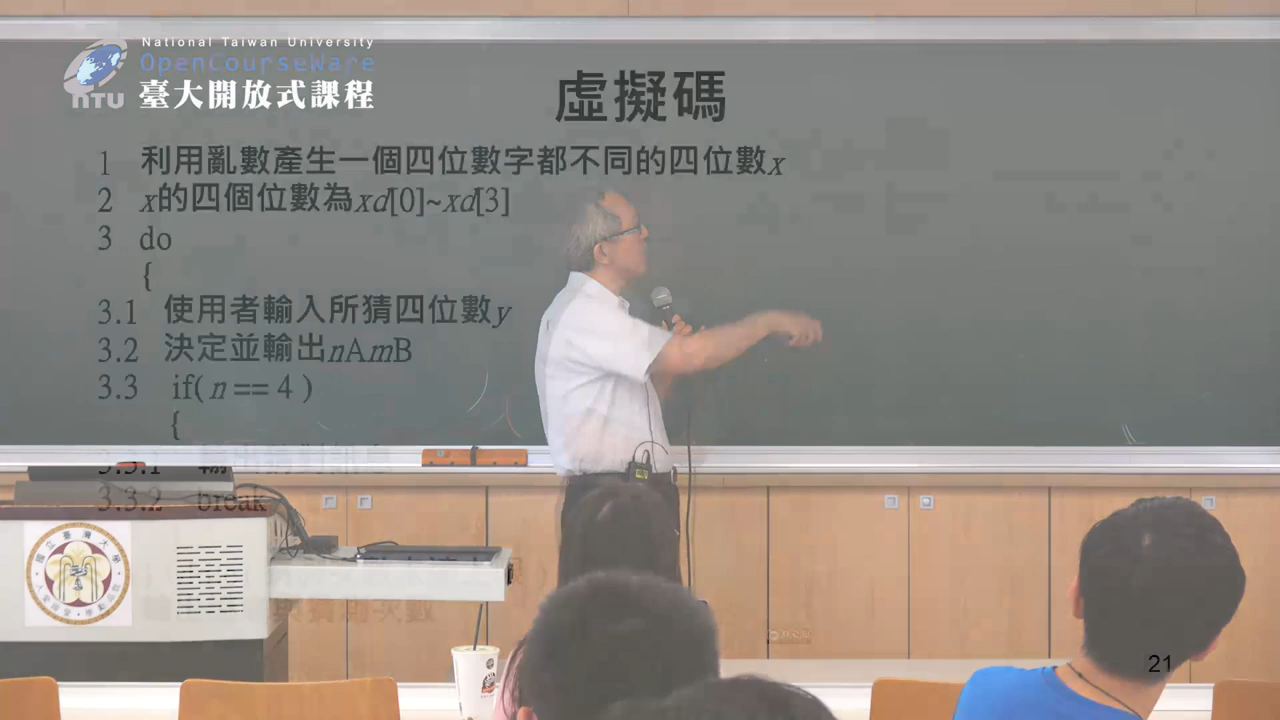 National Taiwan University
OpenCourseWare
NTU 臺大開放式課程
虛擬碼
1 利用亂數產生一個四位數字都不同的四位數x
2 x的四個位數為xd[0]~xd[3]
3 do
{
3.1 使用者輸入所猜四位數y
3.2 決定並輸出nAmB
3.3 if( n == 4 )
{
3.3.1
3.3.2 break
21